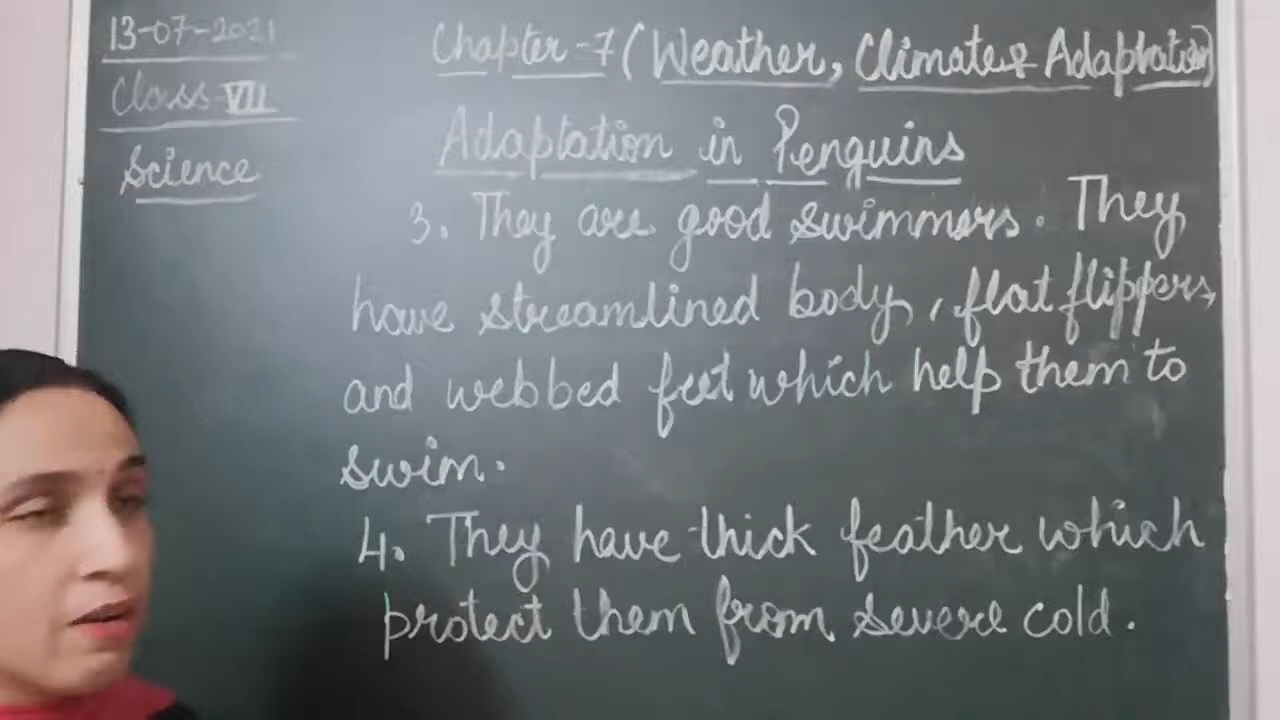 13-07-2021
Class-VII
Science
Chapter-7 (Weather, Climate & Adaptation)
Adaptation in Penguins
3. They are good swimmers. They
have streamlined body, flat flippers,
and webbed feet which help them to
swim.
4. They have thick feather which
protect them from severe cold.